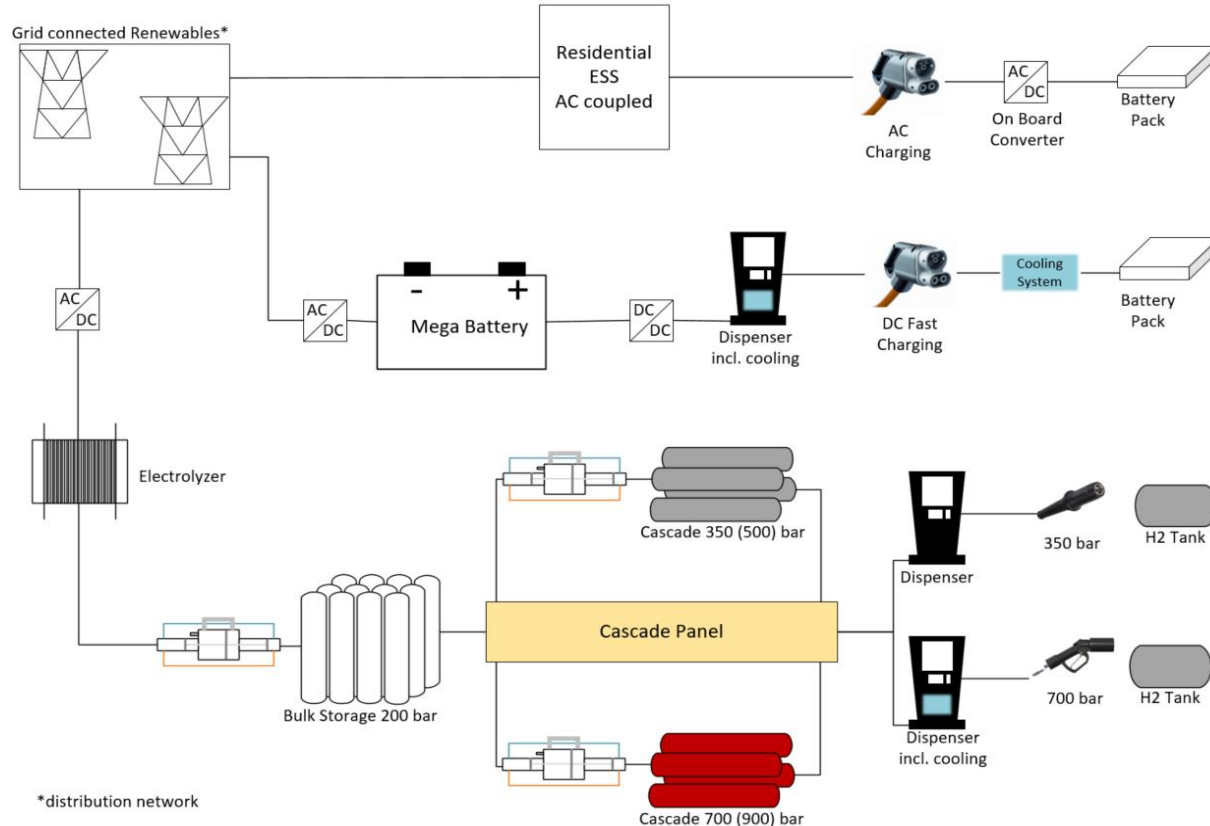 Grid connected Renewables*
Residential
ESS
AC coupled
AC
Charging
AC
DC
On Board
Converter
Battery
Pack
AC
DC
AC
DC
- +
Mega Battery
DC
DC
Dispenser
incl. cooling
DC Fast
Charging
Cooling
System
Battery
Pack
Electrolyzer
Cascade 350 (500) bar
Dispenser
350 bar
H2 Tank
Bulk Storage 200 bar
Cascade Panel
Dispenser
incl. cooling
700 bar
H2 Tank
Cascade 700 (900) bar
*distribution network